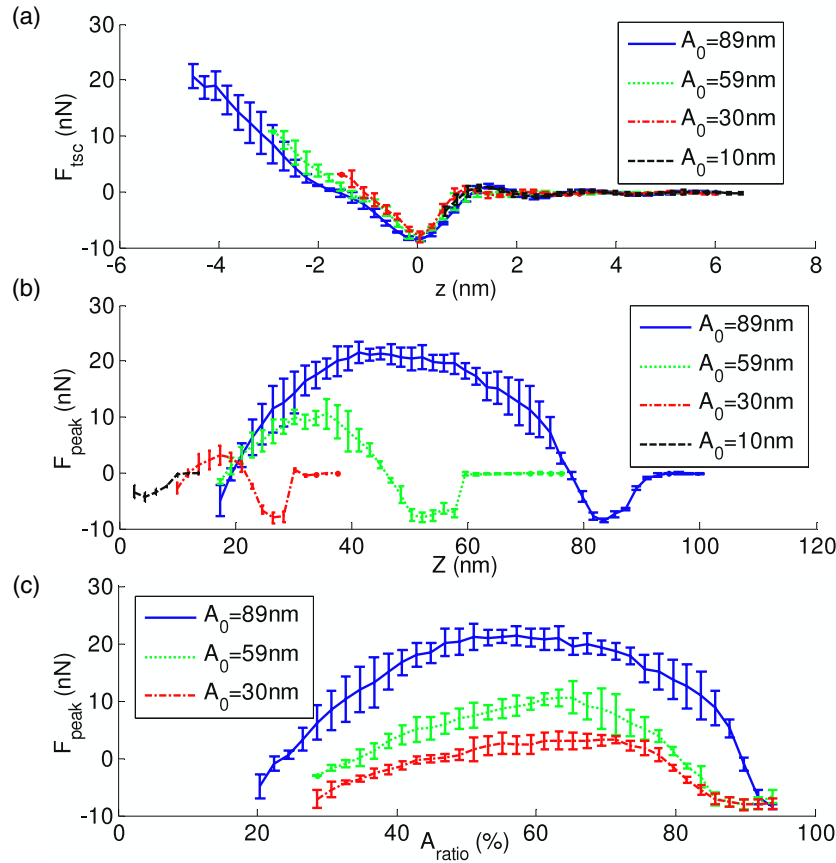 (a)
30
20
10
0
-10
F_tsc (nN)
-6 -4 -2 0 2 4 6 8
z (nm)
A_0=89nm
A_0=59nm
A_0=30nm
A_0=10nm
(b)
30
20
10
0
-10
F_peak (nN)
0 20 40 60 80 100 120
Z (nm)
A_0=89nm
A_0=59nm
A_0=30nm
A_0=10nm
(c)
30
20
10
0
-10
F_peak (nN)
0 20 40 60 80 100
A_ratio (%)
A_0=89nm
A_0=59nm
A_0=30nm